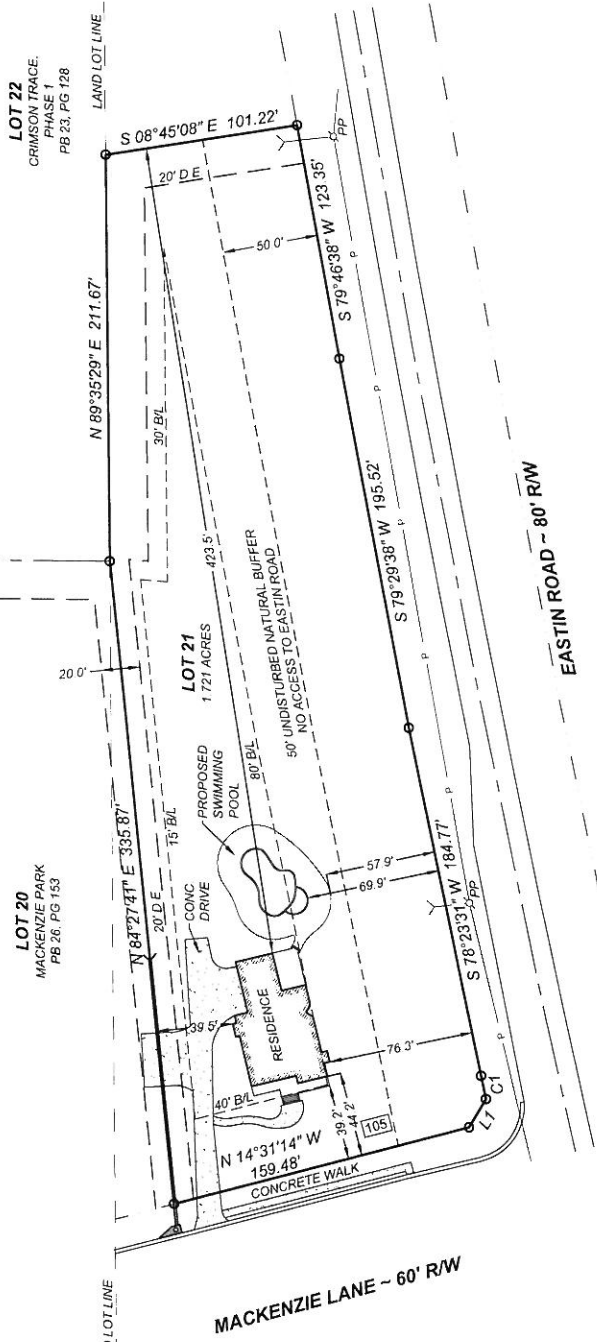 LOT 22
CRIMSON TRACE,
PHASE 1
PB 23, PG 128
LAND LOT LINE
S 08°45'08" E 101.22'
20' D E
PP
N 89°35'29" E 211.67'
50 0'
S 79°46'38" W 123.35'
P
30' B/L
423.5'
S 79°29'38" W 195.52'
P
EASTIN ROAD ~ 80' R/W
20 0'
LOT 21
1.721 ACRES
50' UNDISTURBED NATURAL BUFFER
NO ACCESS TO EASTIN ROAD
80' B/L
P
PROPOSED
SWIMMING
POOL
LOT 20
MACKENZIE PARK
PB 26, PG 153
N 84°27'41" E 335.87'
15' B/L
20' D E
CONC
DRIVE
57.9'
69.9'
P
S 78°23'31" W 184.77'
PP
39 5'
RESIDENCE
76.3'
P
40' B/L
39.2'
44.2'
105
C1
L1
N 14°31'14" W
159.48'
CONCRETE WALK
LOT LINE
MACKENZIE LANE ~ 60' R/W